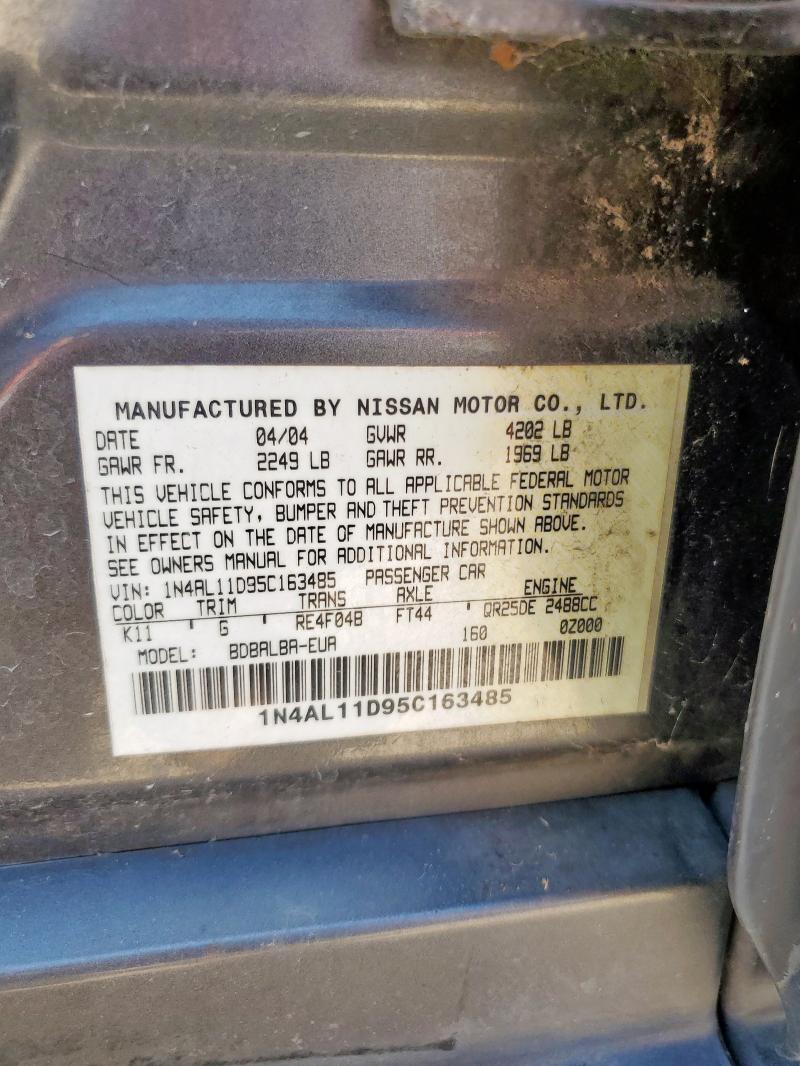 MANUFACTURED BY NISSAN MOTOR CO., LTD.
DATE 04/04 GVWR 4202 LB
GAWR FR. 2249 LB GAWR RR. 1969 LB
THIS VEHICLE CONFORMS TO ALL APPLICABLE FEDERAL MOTOR
VEHICLE SAFETY, BUMPER AND THEFT PREVENTION STANDARDS
IN EFFECT ON THE DATE OF MANUFACTURE SHOWN ABOVE.
SEE OWNERS MANUAL FOR ADDITIONAL INFORMATION.
VIN: 1N4AL11D95C163485 PASSENGER CAR
COLOR TRIM TRANS AXLE ENGINE
K11 ' G ' RE4F04B FT44 ' QR25DE 2488CC
160 0Z000
MODEL: BDBALBA-EUA
1N4AL11D95C163485